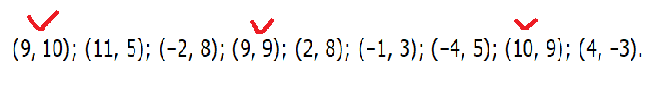 (9, 10); (11, 5); (−2, 8); (9, 9); (2, 8); (−1, 3); (−4, 5); (10, 9); (4, −3).